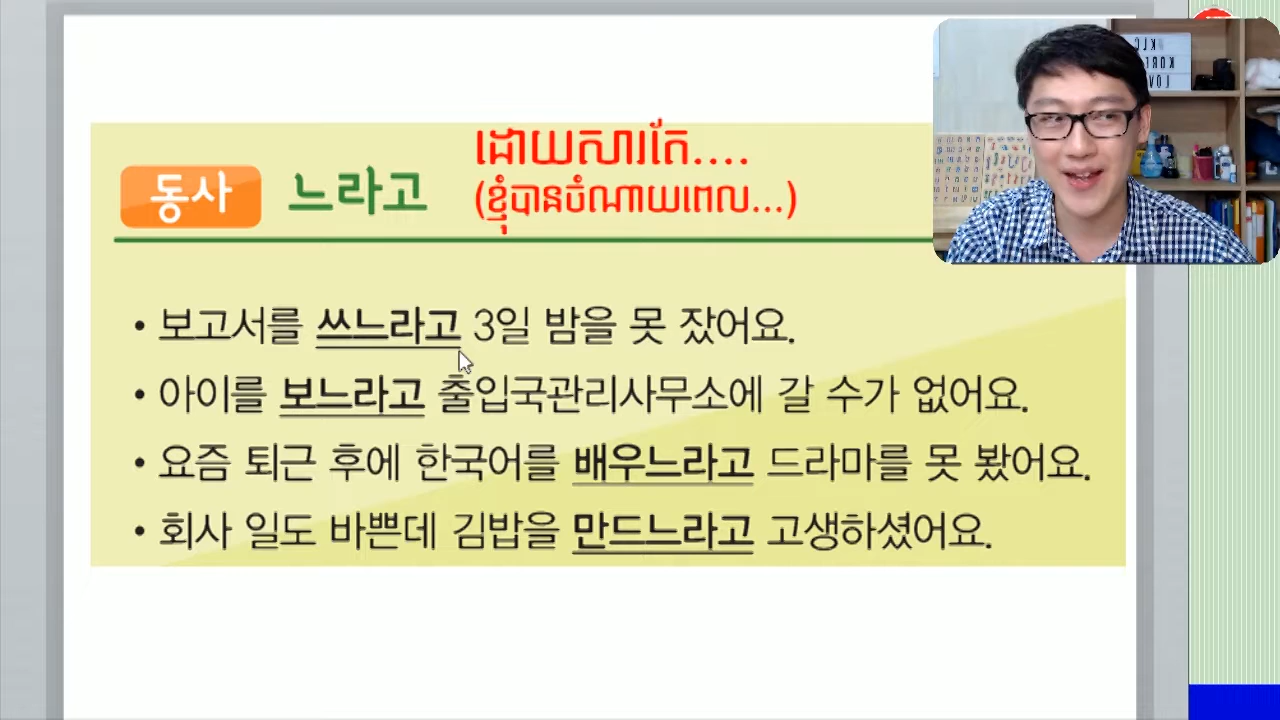 동사 느라고 ដោយសារតែ....
(ខ្ញុំបានចំណាយពេល...)
• 보고서를 쓰느라고 3일 밤을 못 잤어요.
• 아이를 보느라고 출입국관리사무소에 갈 수가 없어요.
• 요즘 퇴근 후에 한국어를 배우느라고 드라마를 못 봤어요.
• 회사 일도 바쁜데 김밥을 만드느라고 고생하셨어요.